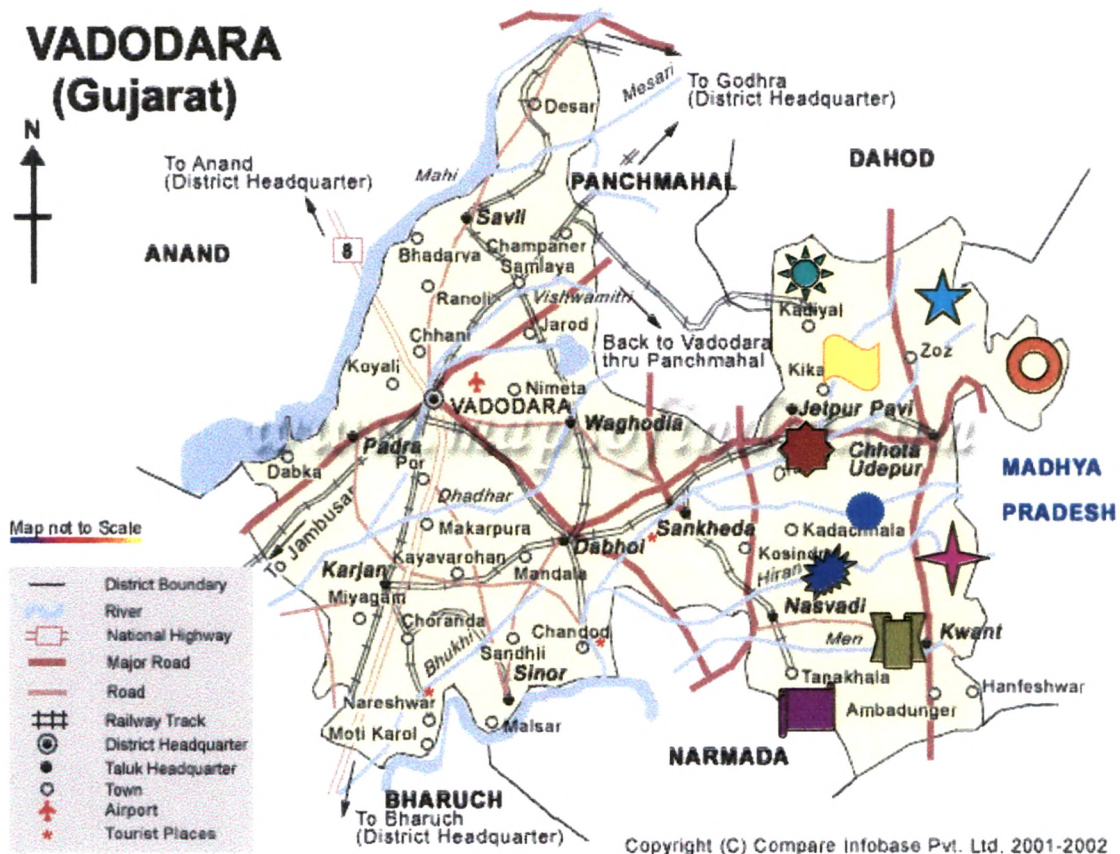 VADODARA
(Gujarat)
N
To Anand
(District Headquarter)
ANAND
8
Mahi
Mesari
To Godhra
(District Headquarter)
PANCHMAHAL
DAHOD
Desar
Savli
Bhadarva
Champaner
Samlaya
Ranoli
Vishwamitri
Jarod
Chhani
Koyali
Nimeta
VADODARA
Back to Vadodara
thru Panchmahal
Kadiyal
Zoz
Kika
Jetpur Pavi
Waghodia
Chhota
Udepur
Padra
Dabka
Por
Dhadhar
Makarpura
Sankheda
Kadachhala
MADHYA
PRADESH
Map not to Scale
To Jambusar
Kayavarohan
Dabhoi
Mandala
Hiran
Karjan
Miyagam
Choranda
Bhukhi
Sandhli
Chandod
Nasvadi
Men
Kwant
Sinor
Tanakhala
Hanfeshwar
Ambadunger
Nareshwar
Malsar
Moti Karol
NARMADA
BHARUCH
To Bharuch
(District Headquarter)
District Boundary
River
National Highway
Major Road
Road
Railway Track
District Headquarter
Taluk Headquarter
Town
Airport
Tourist Places
Copyright (C) Compare Infobase Pvt. Ltd. 2001-2002